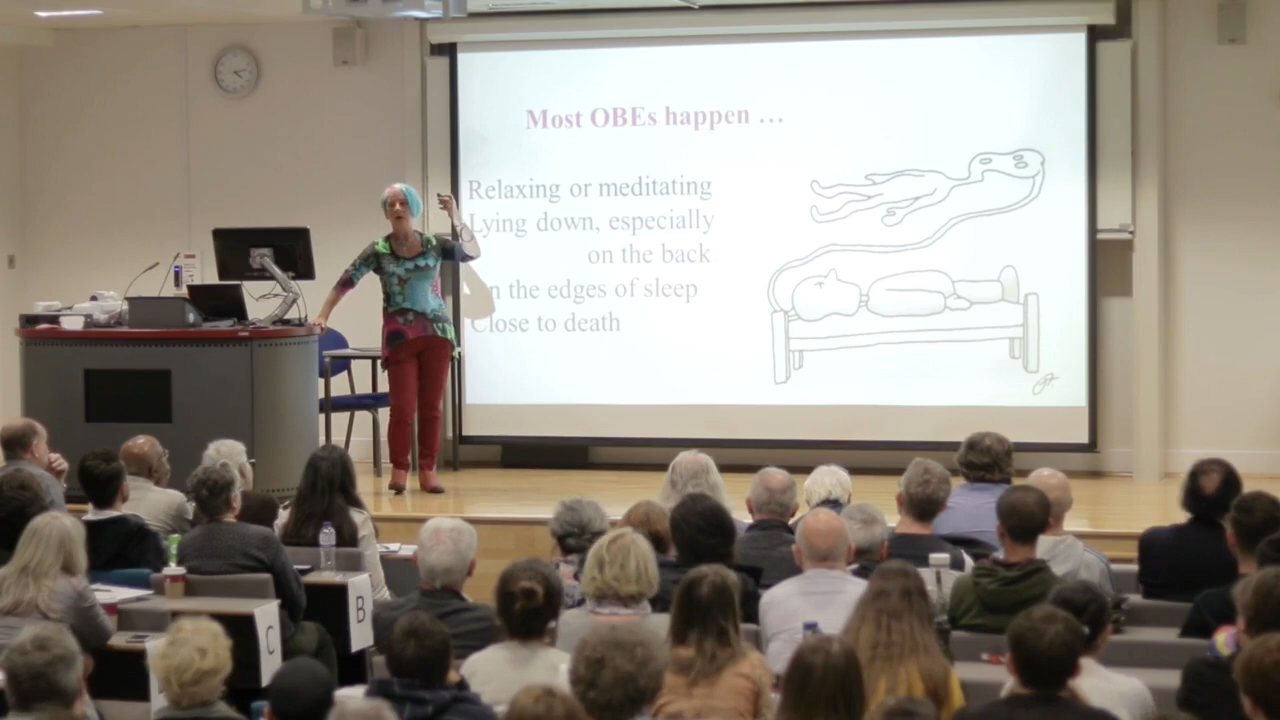 Most OBEs happen ...
Relaxing or meditating
Lying down, especially
on the back
n the edges of sleep
Close to death
B
C